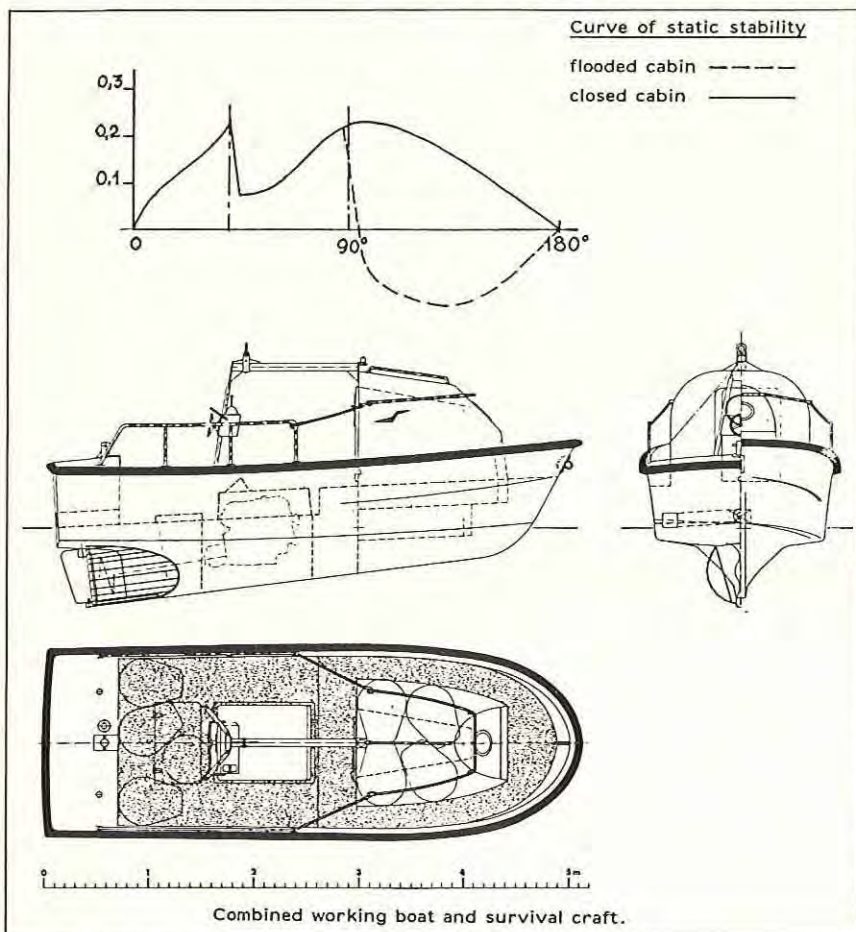 Curve of static stability
flooded cabin
closed cabin
0,3
0,2
0,1
0
90°
180°
0 1 2 3 4 5m
Combined working boat and survival craft.